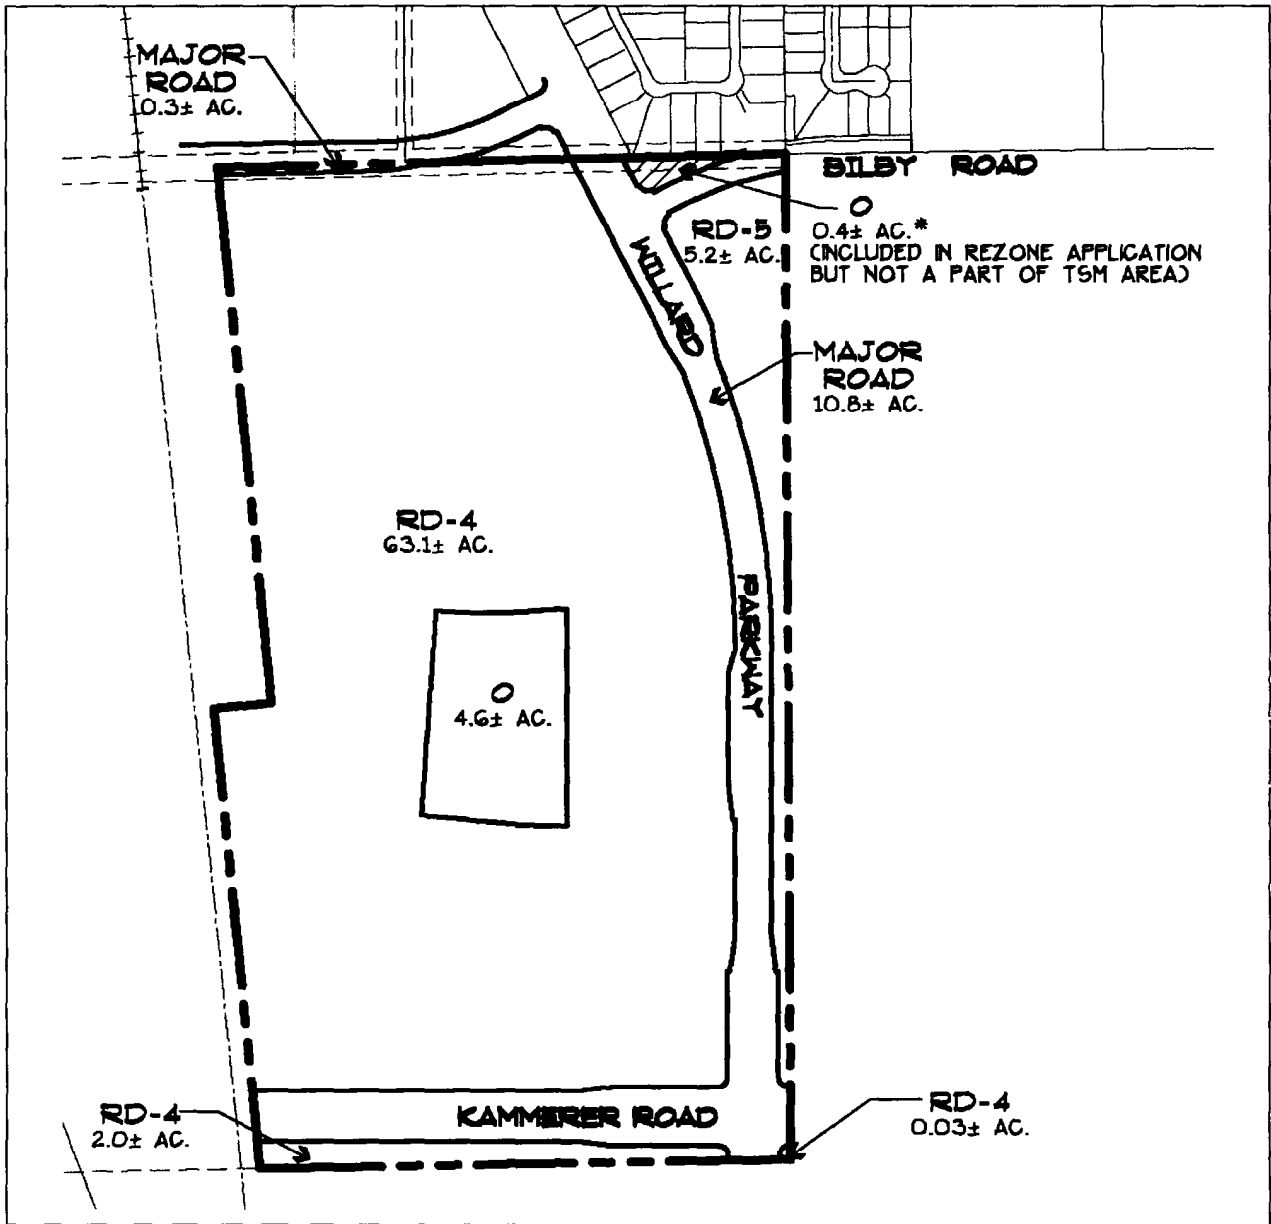 MAJOR
ROAD
0.3± AC.
BILBY ROAD
O
0.4± AC.*
(INCLUDED IN REZONE APPLICATION
BUT NOT A PART OF TSM AREA)
RD-5
5.2± AC.
WILLARD
MAJOR
ROAD
10.8± AC.
RD-4
63.1± AC.
PARKWAY
O
4.6± AC.
KAMMERER ROAD
RD-4
2.0± AC.
RD-4
0.03± AC.